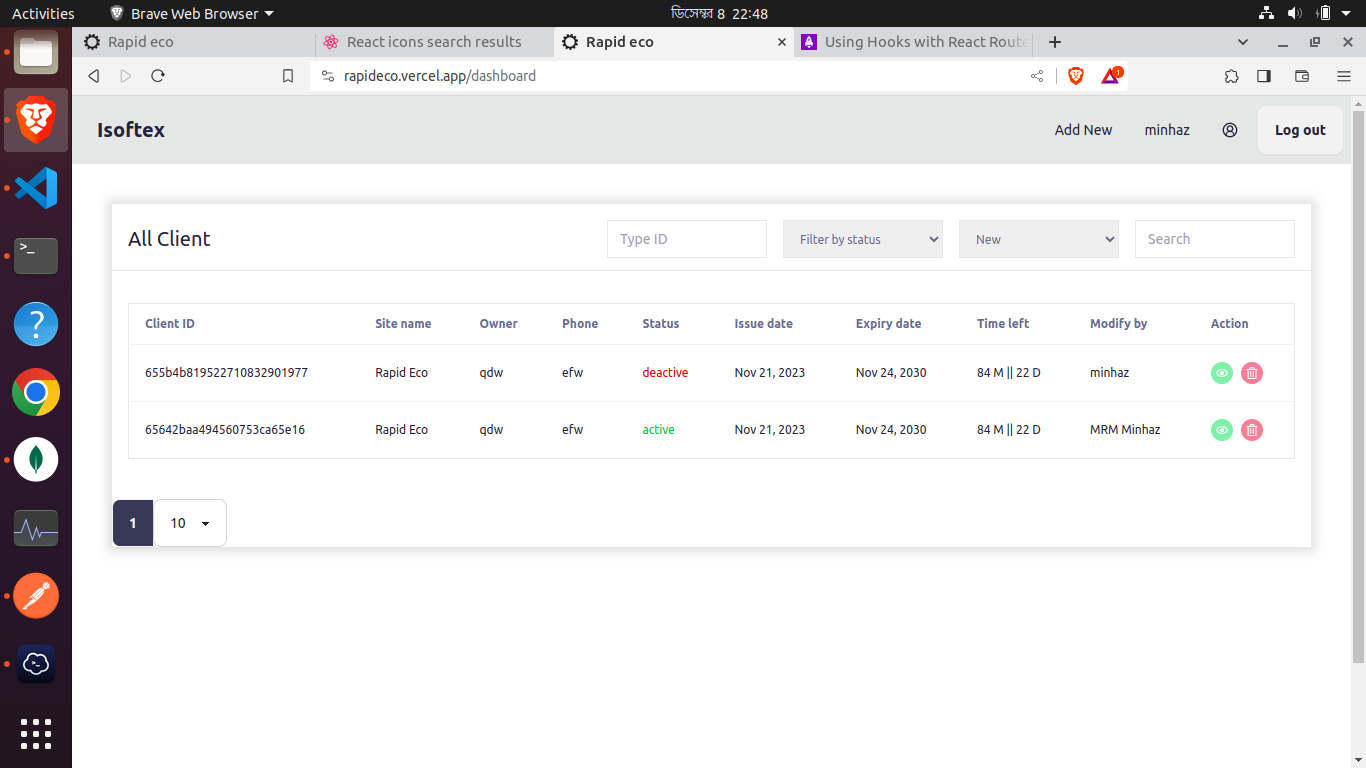 Activities Brave Web Browser ডিসেম্বর 8 22:48
Rapid eco React icons search results Rapid eco Using Hooks with React Route
rapideco.vercel.app/dashboard 1
Isoftex Add New minhaz Log out
All Client Type ID Filter by status New Search
Client ID Site name Owner Phone Status Issue date Expiry date Time left Modify by Action
655b4b819522710832901977 Rapid Eco qdw efw deactive Nov 21, 2023 Nov 24, 2030 84 M || 22 D minhaz
65642baa494560753ca65e16 Rapid Eco qdw efw active Nov 21, 2023 Nov 24, 2030 84 M || 22 D MRM Minhaz
1 10